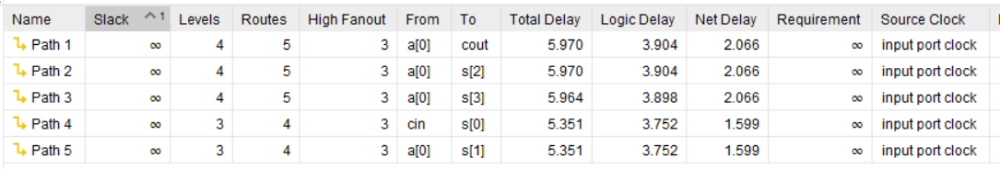 Name Slack 1 Levels Routes High Fanout From To Total Delay Logic Delay Net Delay Requirement Source Clock
Path 1 ∞ 4 5 3 a[0] cout 5.970 3.904 2.066 ∞ input port clock
Path 2 ∞ 4 5 3 a[0] s[2] 5.970 3.904 2.066 ∞ input port clock
Path 3 ∞ 4 5 3 a[0] s[3] 5.964 3.898 2.066 ∞ input port clock
Path 4 ∞ 3 4 3 cin s[0] 5.351 3.752 1.599 ∞ input port clock
Path 5 ∞ 3 4 3 a[0] s[1] 5.351 3.752 1.599 ∞ input port clock